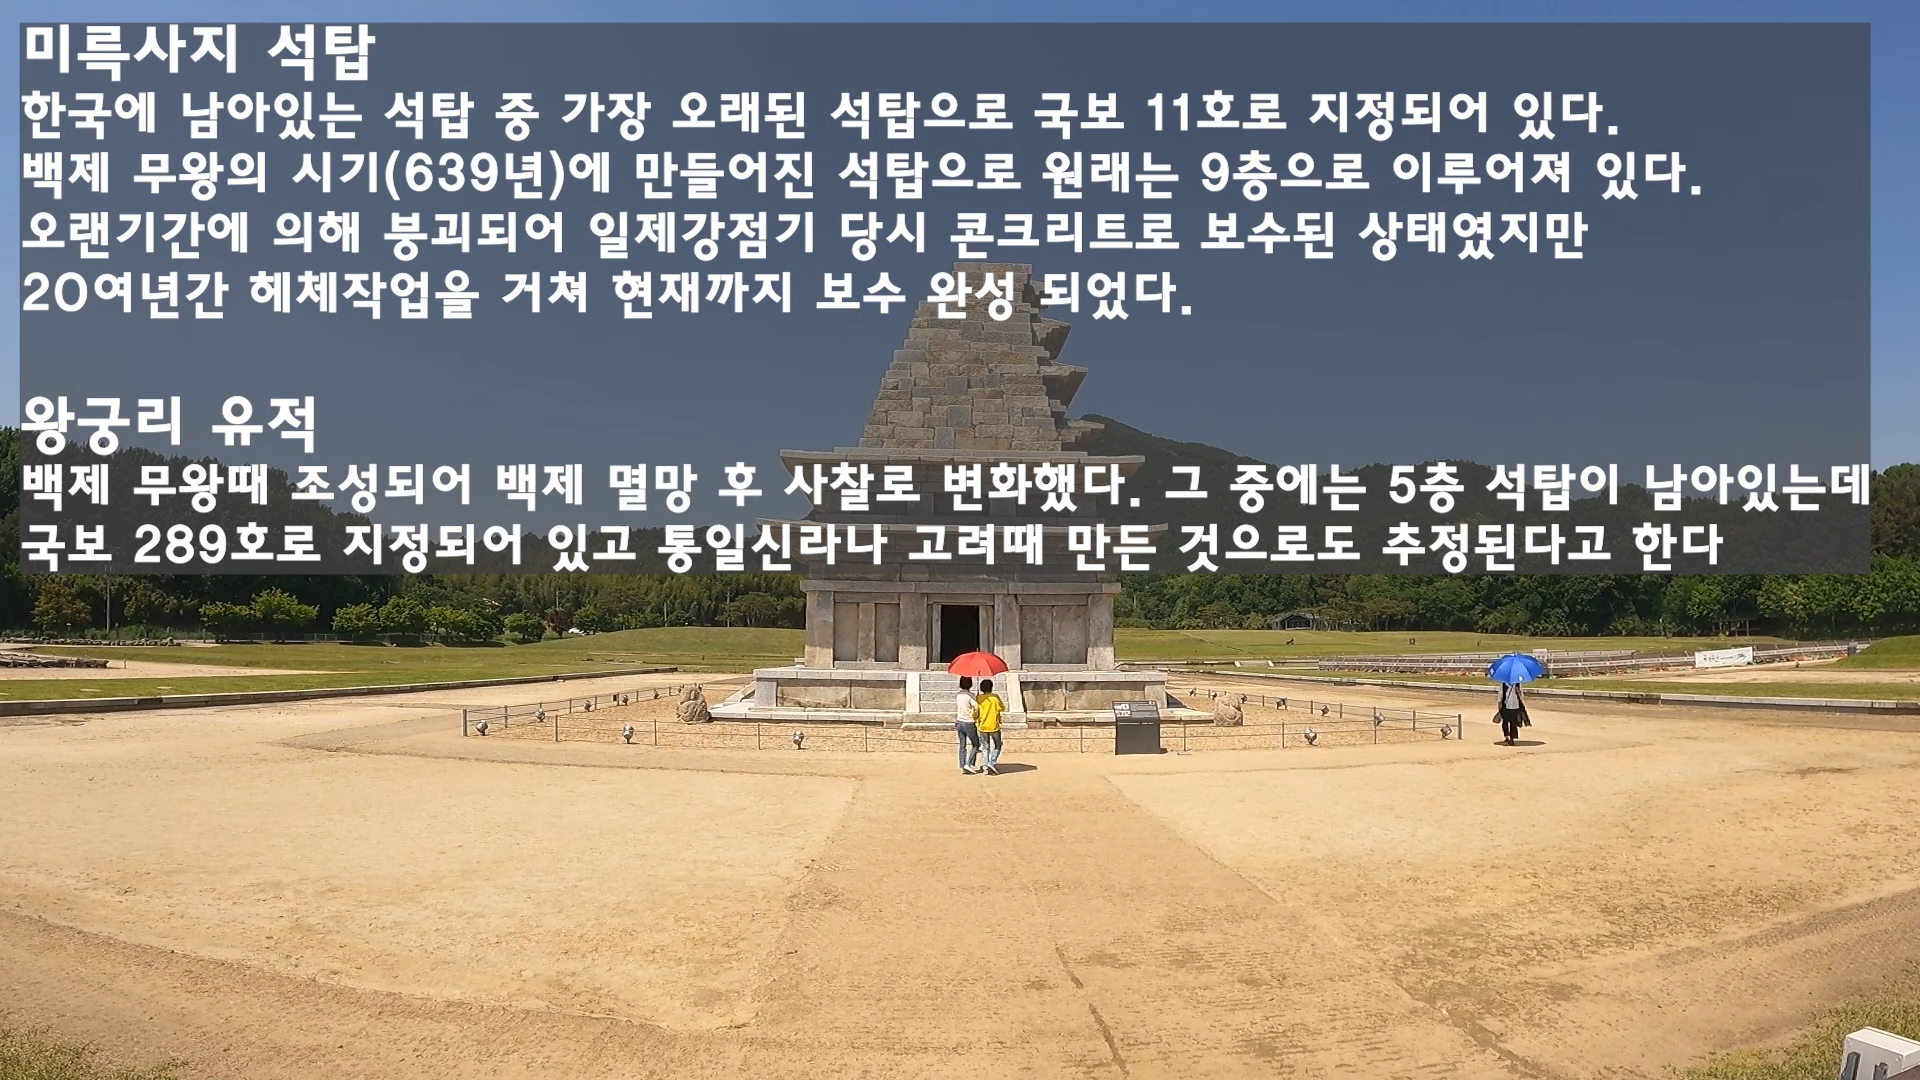 미륵사지 석탑
한국에 남아있는 석탑 중 가장 오래된 석탑으로 국보 11호로 지정되어 있다.
백제 무왕의 시기(639년)에 만들어진 석탑으로 원래는 9층으로 이루어져 있다.
오랜기간에 의해 붕괴되어 일제강점기 당시 콘크리트로 보수된 상태였지만
20여년간 헤체작업을 거쳐 현재까지 보수 완성 되었다.
왕궁리 유적
백제 무왕때 조성되어 백제 멸망 후 사찰로 변화했다. 그 중에는 5층 석탑이 남아있는데
국보 289호로 지정되어 있고 통일신라나 고려때 만든 것으로도 추정된다고 한다